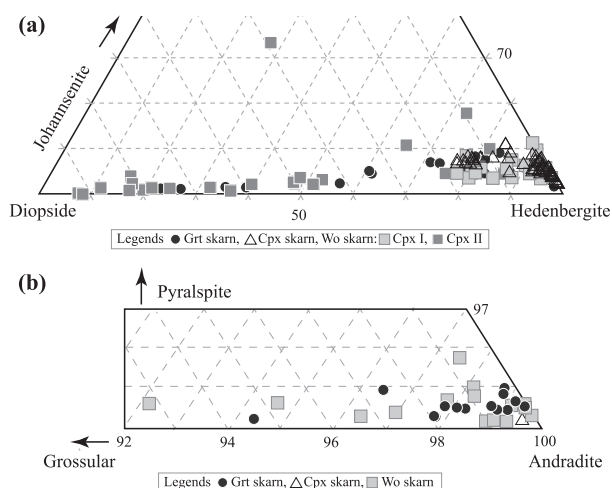 (a)
Johannsenite
70
Diopside
50
Hedenbergite
Legends Grt skarn, Cpx skarn, Wo skarn: Cpx I, Cpx II
(b)
Pyralspite
97
92 94 96 98 100
Grossular
Andradite
Legends Grt skarn, Cpx skarn, Wo skarn